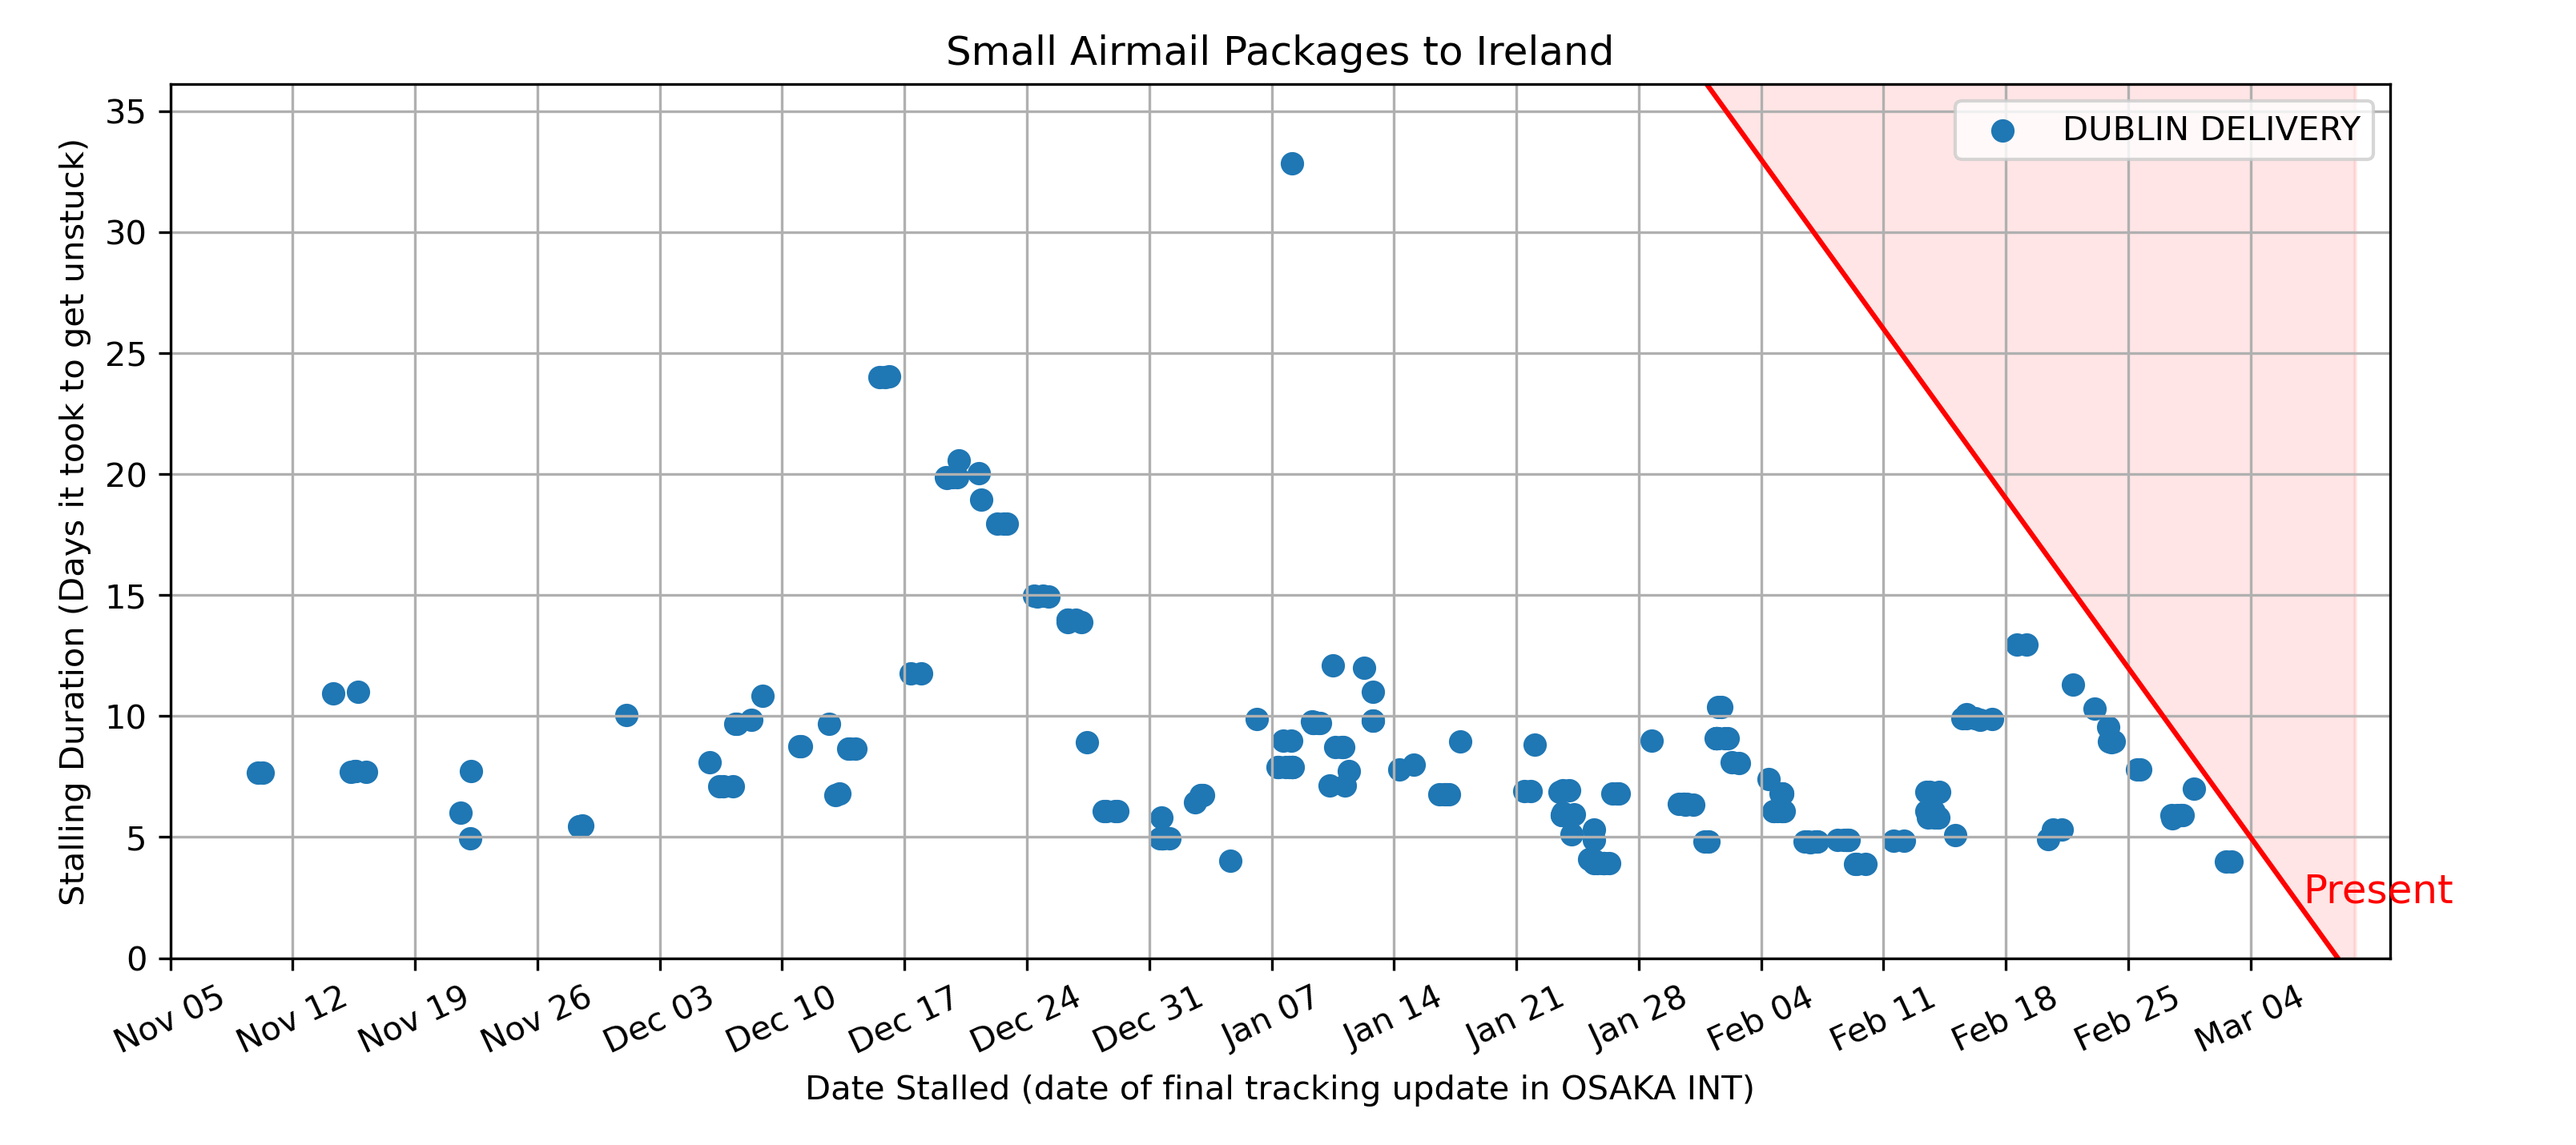 Small Airmail Packages to Ireland
Stalling Duration (Days it took to get unstuck)
35
30
25
20
15
10
5
0
DUBLIN DELIVERY
Present
Nov 05
Nov 12
Nov 19
Nov 26
Dec 03
Dec 10
Dec 17
Dec 24
Dec 31
Jan 07
Jan 14
Jan 21
Jan 28
Feb 04
Feb 11
Feb 18
Feb 25
Mar 04
Date Stalled (date of final tracking update in OSAKA INT)